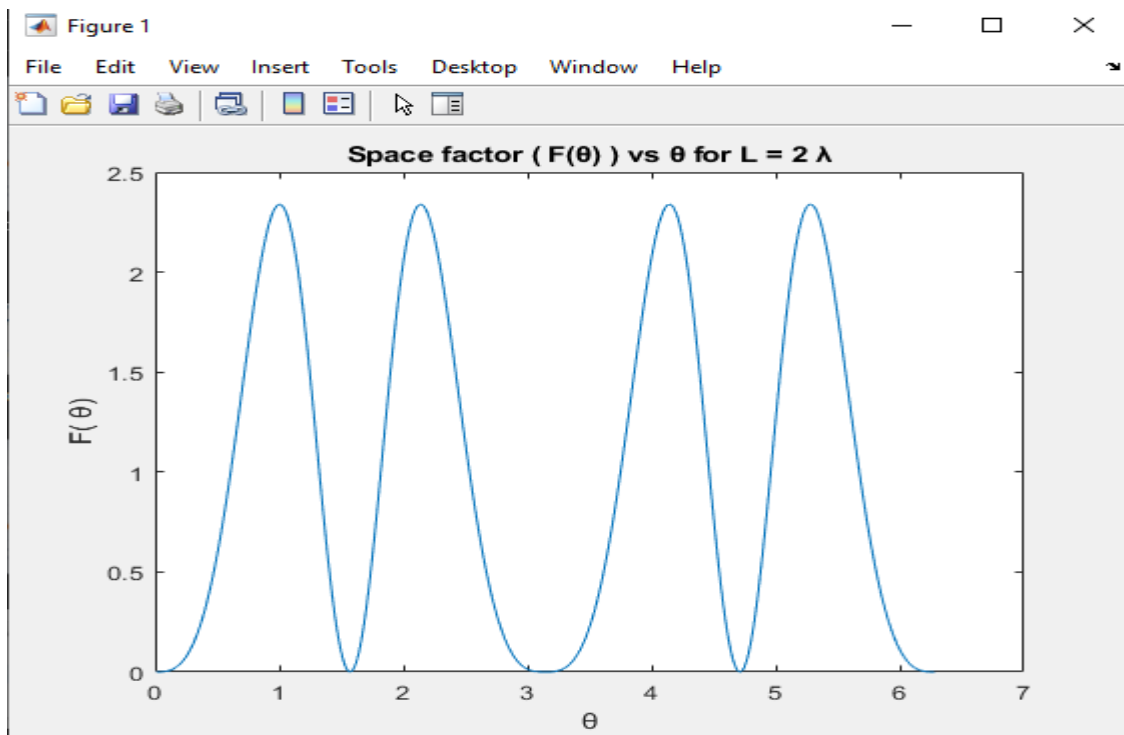 Figure 1
File Edit View Insert Tools Desktop Window Help
Space factor ( F(θ) ) vs θ for L = 2 λ
2.5
2
1.5
1
0.5
0
F( θ)
0 1 2 3 4 5 6 7
θ